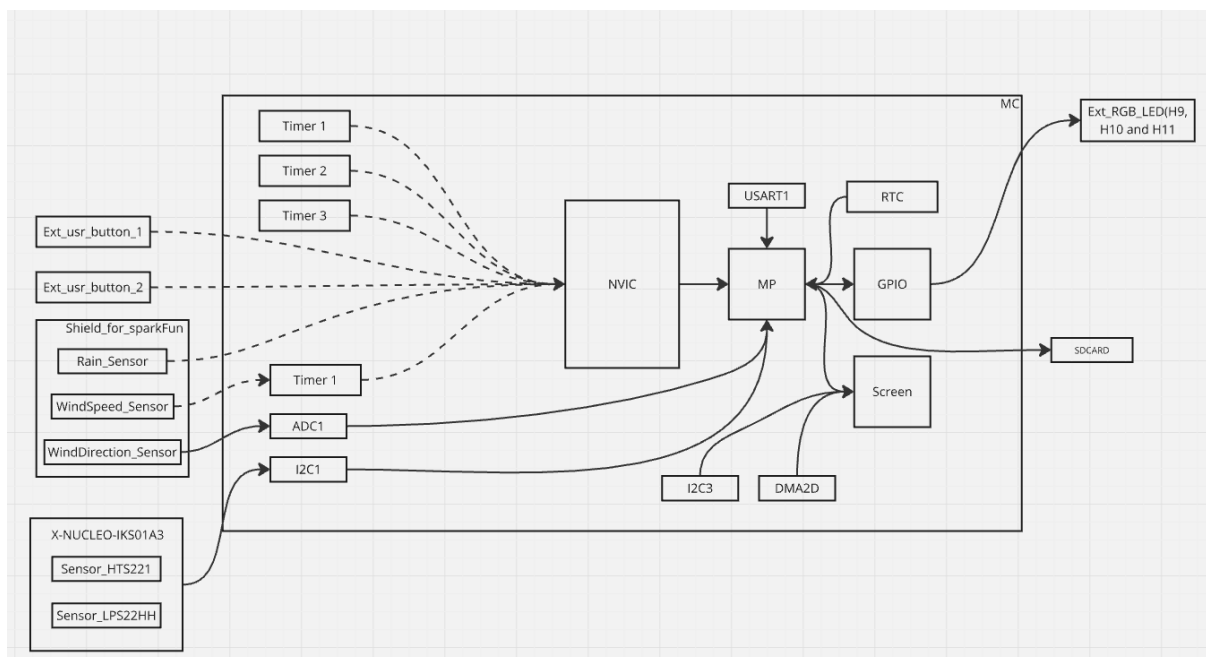 MC
Ext_RGB_LED(H9,
H10 and H11
Timer 1
Timer 2
Timer 3
USART1
RTC
Ext_usr_button_1
NVIC
MP
GPIO
Ext_usr_button_2
Shield_for_sparkFun
Rain_Sensor
SDCARD
Timer 1
WindSpeed_Sensor
Screen
ADC1
WindDirection_Sensor
I2C1
I2C3
DMA2D
X-NUCLEO-IKS01A3
Sensor_HTS221
Sensor_LPS22HH